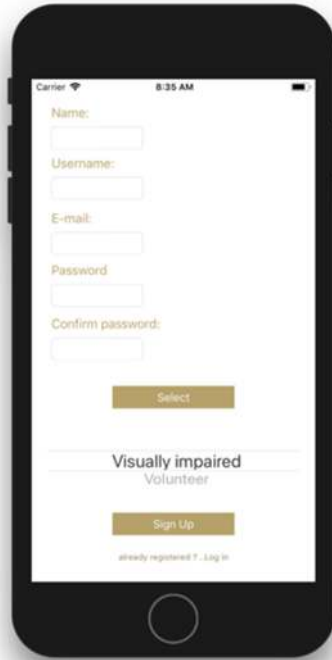 Carrier 8:35 AM
Name:
Username:
E-mail:
Password
Confirm password:
Select
Visually impaired
Volunteer
Sign Up
already registered ? ..Log in